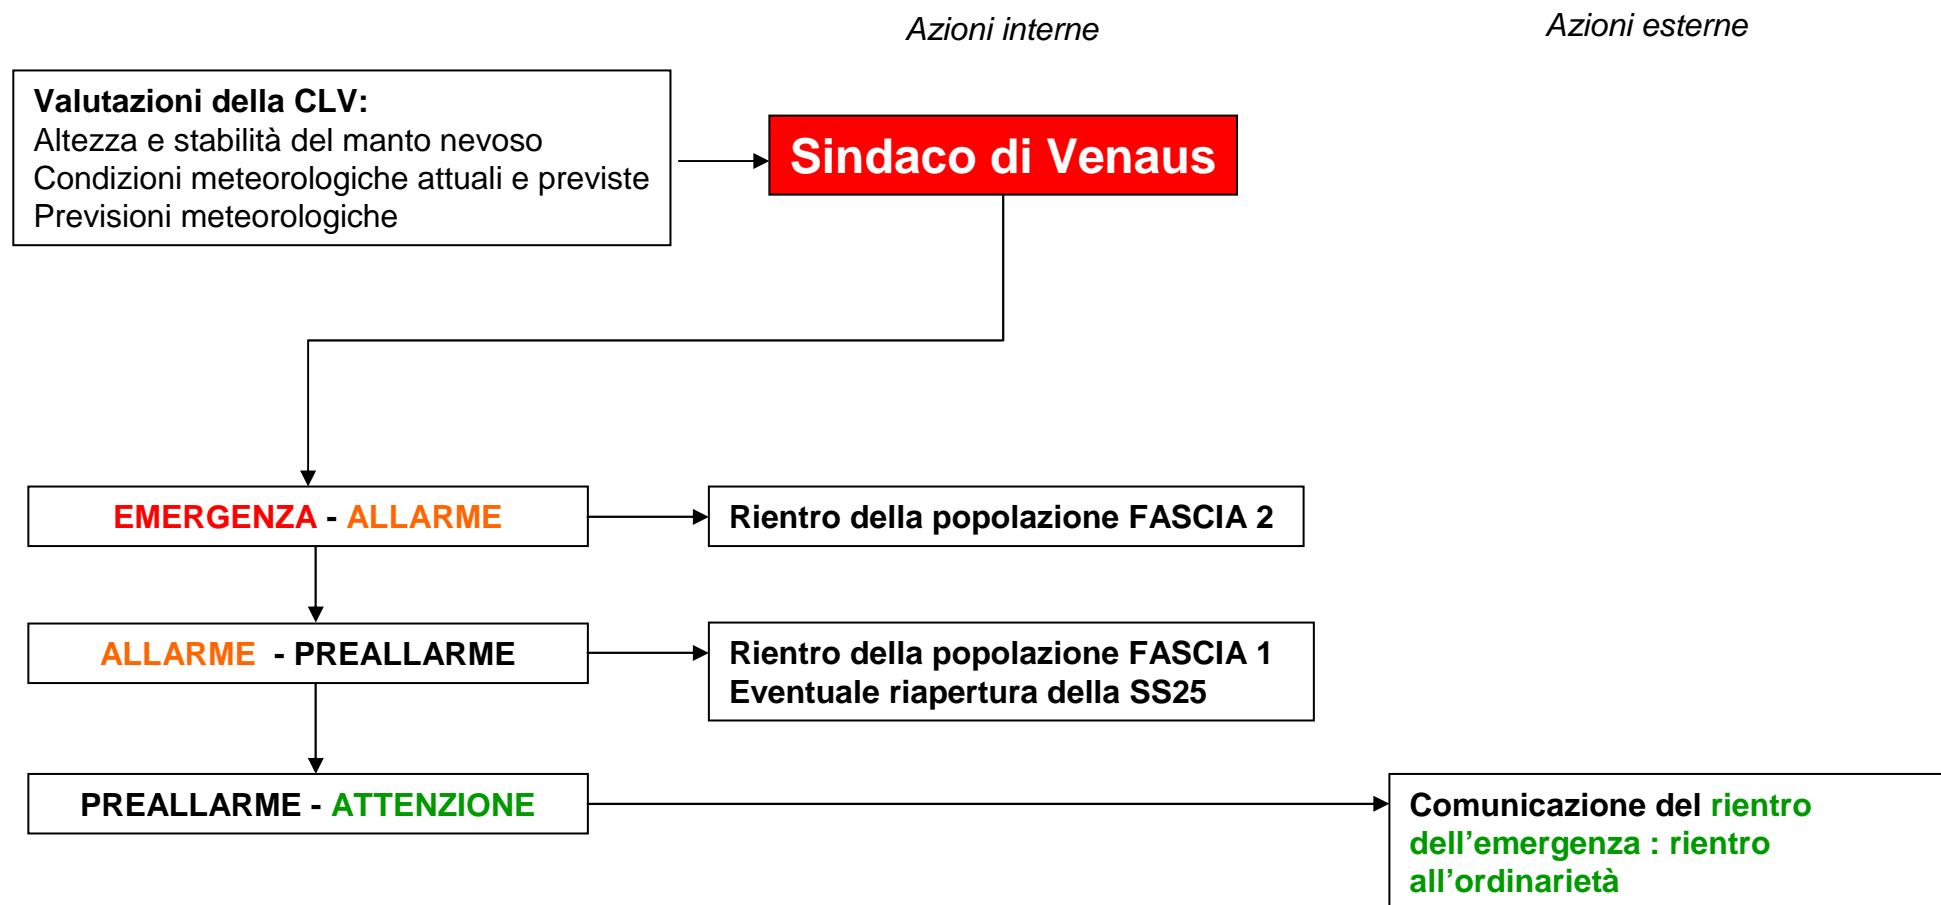 Azioni interne
Azioni esterne
Valutazioni della CLV:
Altezza e stabilità del manto nevoso
Condizioni meteorologiche attuali e previste
Previsioni meteorologiche
Sindaco di Venaus
EMERGENZA - ALLARME
Rientro della popolazione FASCIA 2
ALLARME - PREALLARME
Rientro della popolazione FASCIA 1
Eventuale riapertura della SS25
PREALLARME - ATTENZIONE
Comunicazione del rientro
dell’emergenza : rientro
all’ordinarietà